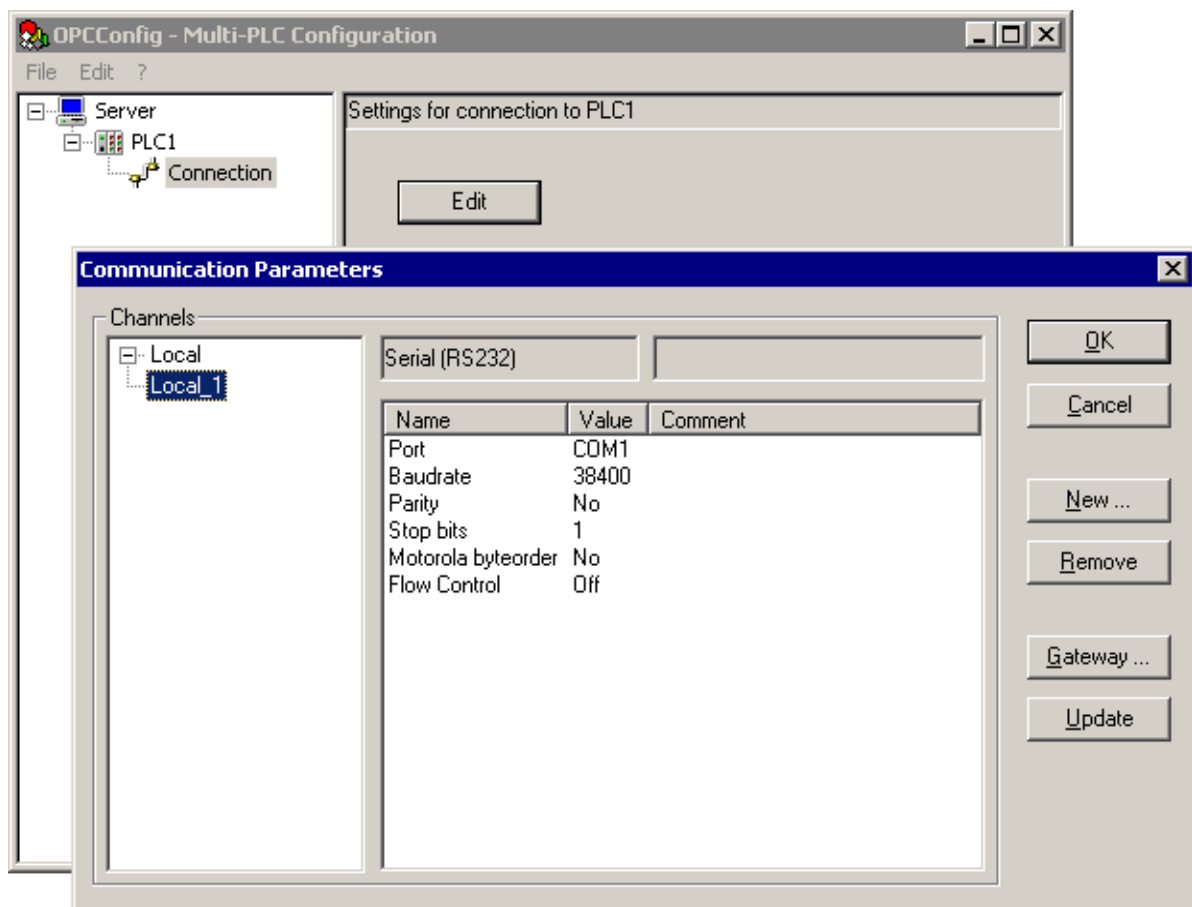 OPCConfig - Multi-PLC Configuration
File Edit ?
Server
PLC1
Connection
Settings for connection to PLC1
Edit
Communication Parameters
Channels
Local
Local_1
Serial (RS232)
Name Value Comment
Port COM1
Baudrate 38400
Parity No
Stop bits 1
Motorola byteorder No
Flow Control Off
OK
Cancel
New ...
Remove
Gateway ...
Update